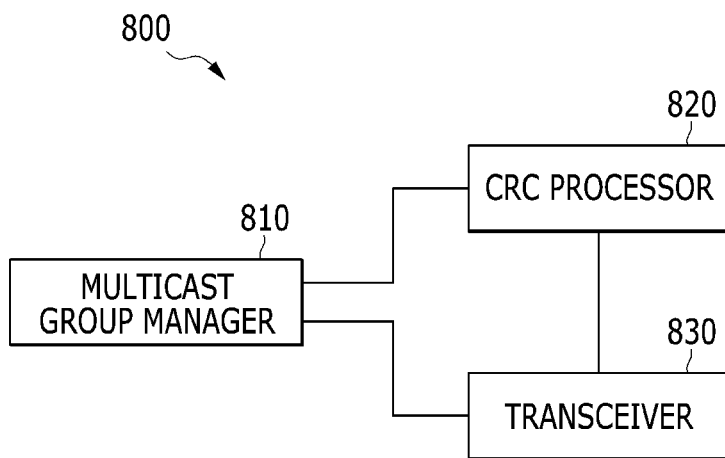 800
820
CRC PROCESSOR
810
MULTICAST
GROUP MANAGER
830
TRANSCEIVER